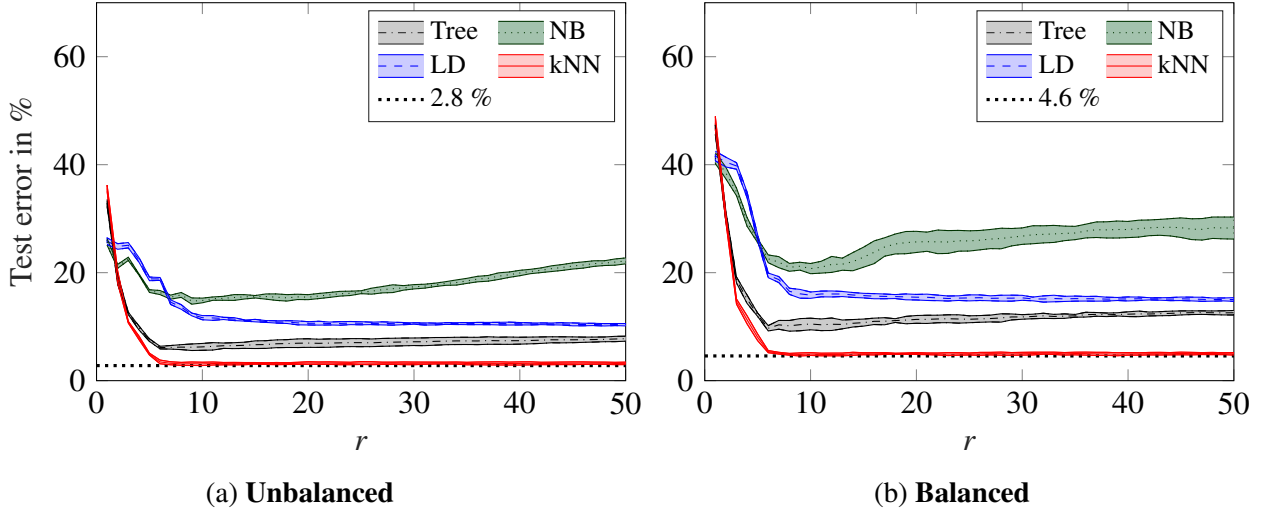 Test error in %
60
40
20
0
0 10 20 30 40 50
r
Tree NB
LD kNN
2.8 %
(a) Unbalanced
60
40
20
0
0 10 20 30 40 50
r
Tree NB
LD kNN
4.6 %
(b) Balanced